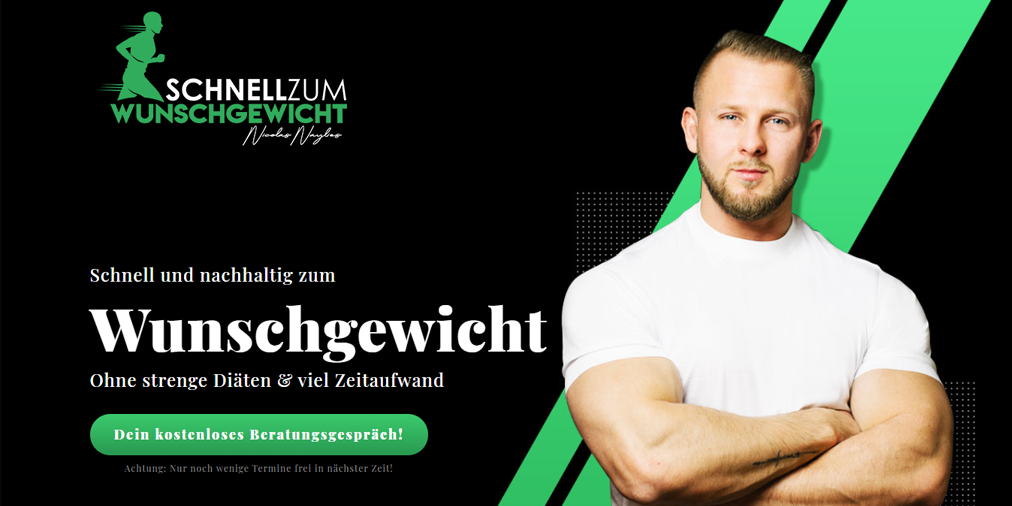 SCHNELLZUM
WUNSCHGEWICHT
Nicolas Naybos
Schnell und nachhaltig zum
Wunschgewicht
Ohne strenge Diäten & viel Zeitaufwand
Dein kostenloses Beratungsgespräch!
Achtung: Nur noch wenige Termine frei in nächster Zeit!